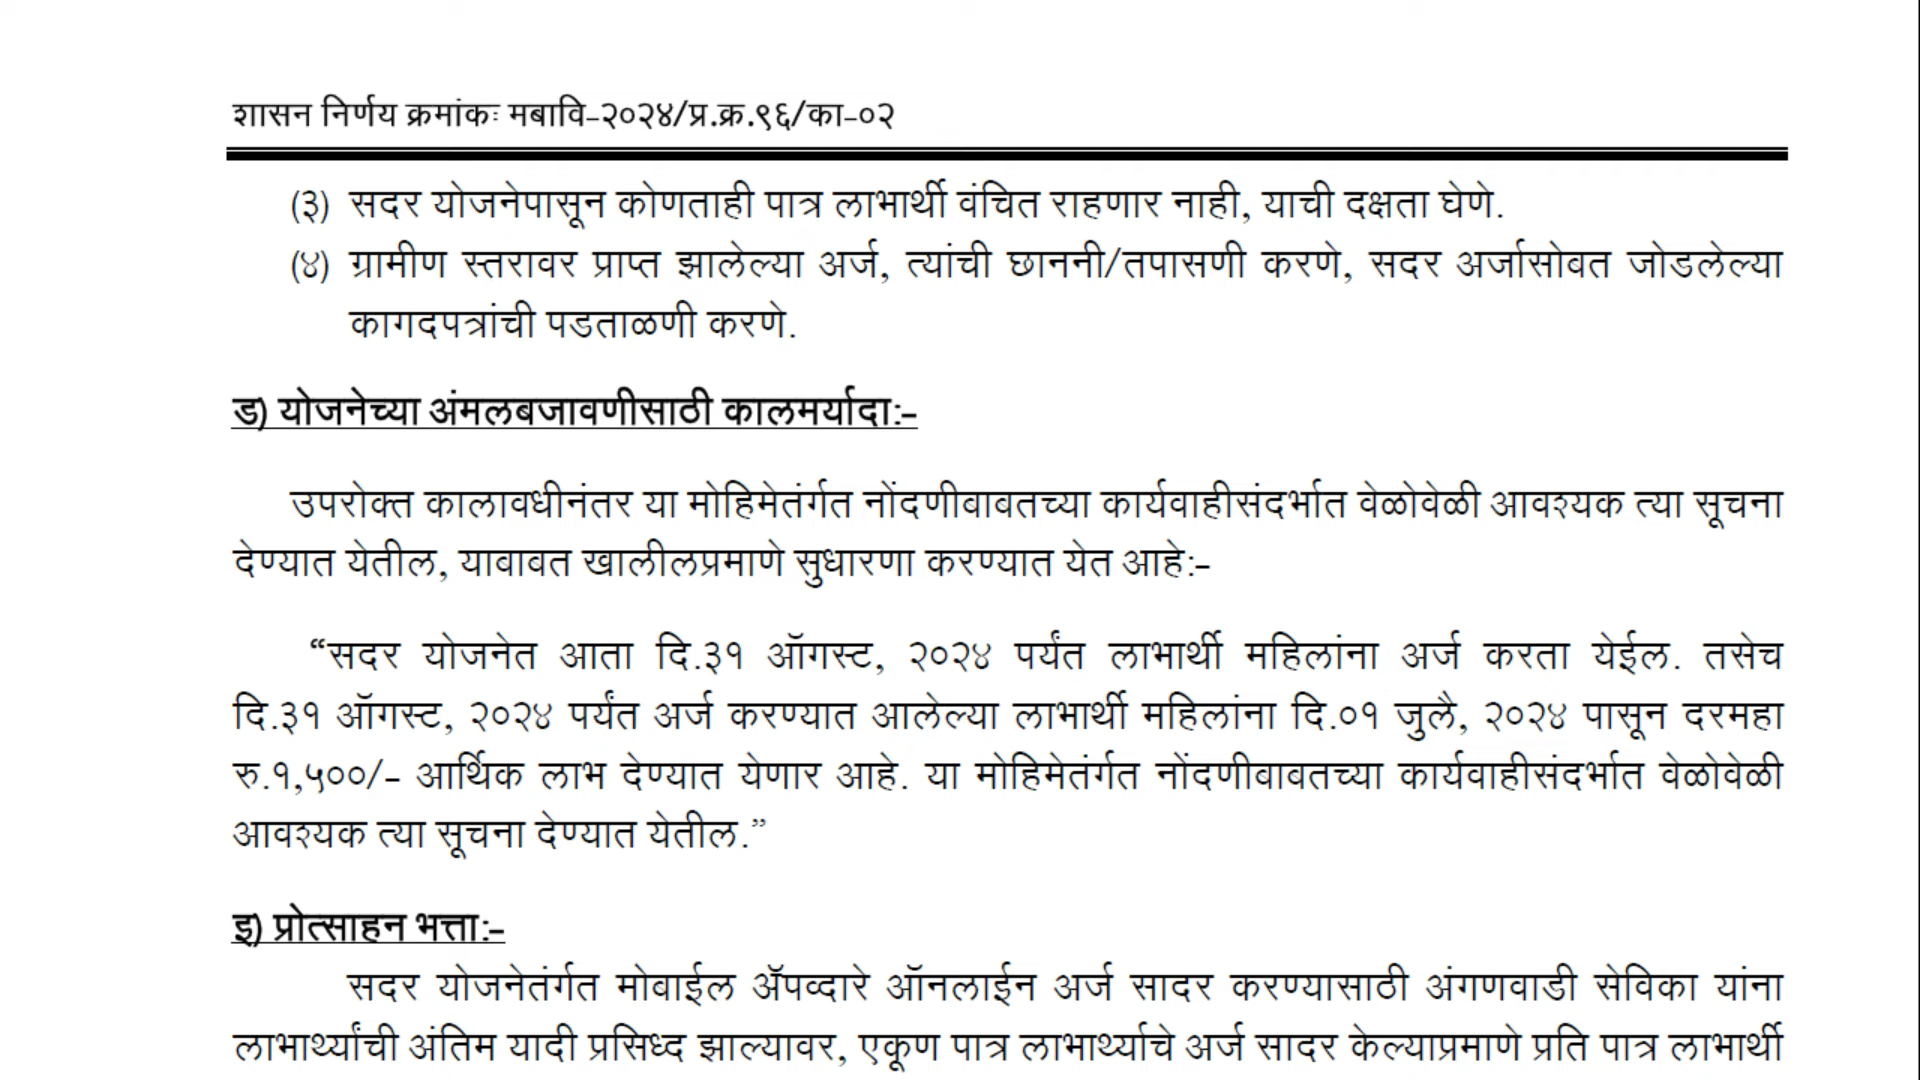 शासन निर्णय क्रमांकः मबावि-२०२४/प्र.क्र.९६/का-०२
(३) सदर योजनेपासून कोणताही पात्र लाभार्थी वंचित राहणार नाही, याची दक्षता घेणे.
(४) ग्रामीण स्तरावर प्राप्त झालेल्या अर्ज, त्यांची छाननी/तपासणी करणे, सदर अर्जासोबत जोडलेल्या
कागदपत्रांची पडताळणी करणे.
ड) योजनेच्या अंमलबजावणीसाठी कालमर्यादा:-
उपरोक्त कालावधीनंतर या मोहिमेतंर्गत नोंदणीबाबतच्या कार्यवाहीसंदर्भात वेळोवेळी आवश्यक त्या सूचना
देण्यात येतील, याबाबत खालीलप्रमाणे सुधारणा करण्यात येत आहे:-
“सदर योजनेत आता दि.३१ ऑगस्ट, २०२४ पर्यंत लाभार्थी महिलांना अर्ज करता येईल. तसेच
दि.३१ ऑगस्ट, २०२४ पर्यंत अर्ज करण्यात आलेल्या लाभार्थी महिलांना दि.०१ जुलै, २०२४ पासून दरमहा
रु.१,५००/- आर्थिक लाभ देण्यात येणार आहे. या मोहिमेतंर्गत नोंदणीबाबतच्या कार्यवाहीसंदर्भात वेळोवेळी
आवश्यक त्या सूचना देण्यात येतील.”
इ) प्रोत्साहन भत्ता:-
सदर योजनेतंर्गत मोबाईल ॲपव्दारे ऑनलाईन अर्ज सादर करण्यासाठी अंगणवाडी सेविका यांना
लाभार्थ्यांची अंतिम यादी प्रसिध्द झाल्यावर, एकूण पात्र लाभार्थ्याचे अर्ज सादर केल्याप्रमाणे प्रति पात्र लाभार्थी